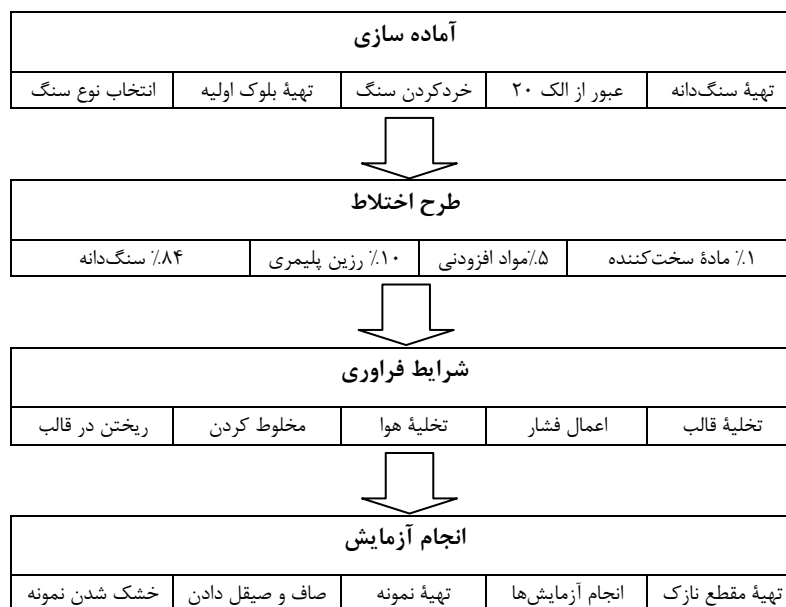 آماده سازی
تهیهٔ سنگ‌دانه عبور از الک ۲۰ خردکردن سنگ تهیهٔ بلوک اولیه انتخاب نوع سنگ
طرح اختلاط
۱٪ مادهٔ سخت‌کننده ۵٪مواد افزودنی ۱۰٪ رزین پلیمری ۸۴٪ سنگ‌دانه
شرایط فراوری
تخلیهٔ قالب اعمال فشار تخلیهٔ هوا مخلوط کردن ریختن در قالب
انجام آزمایش
تهیهٔ مقطع نازک انجام آزمایش‌ها تهیهٔ نمونه صاف و صیقل دادن خشک شدن نمونه